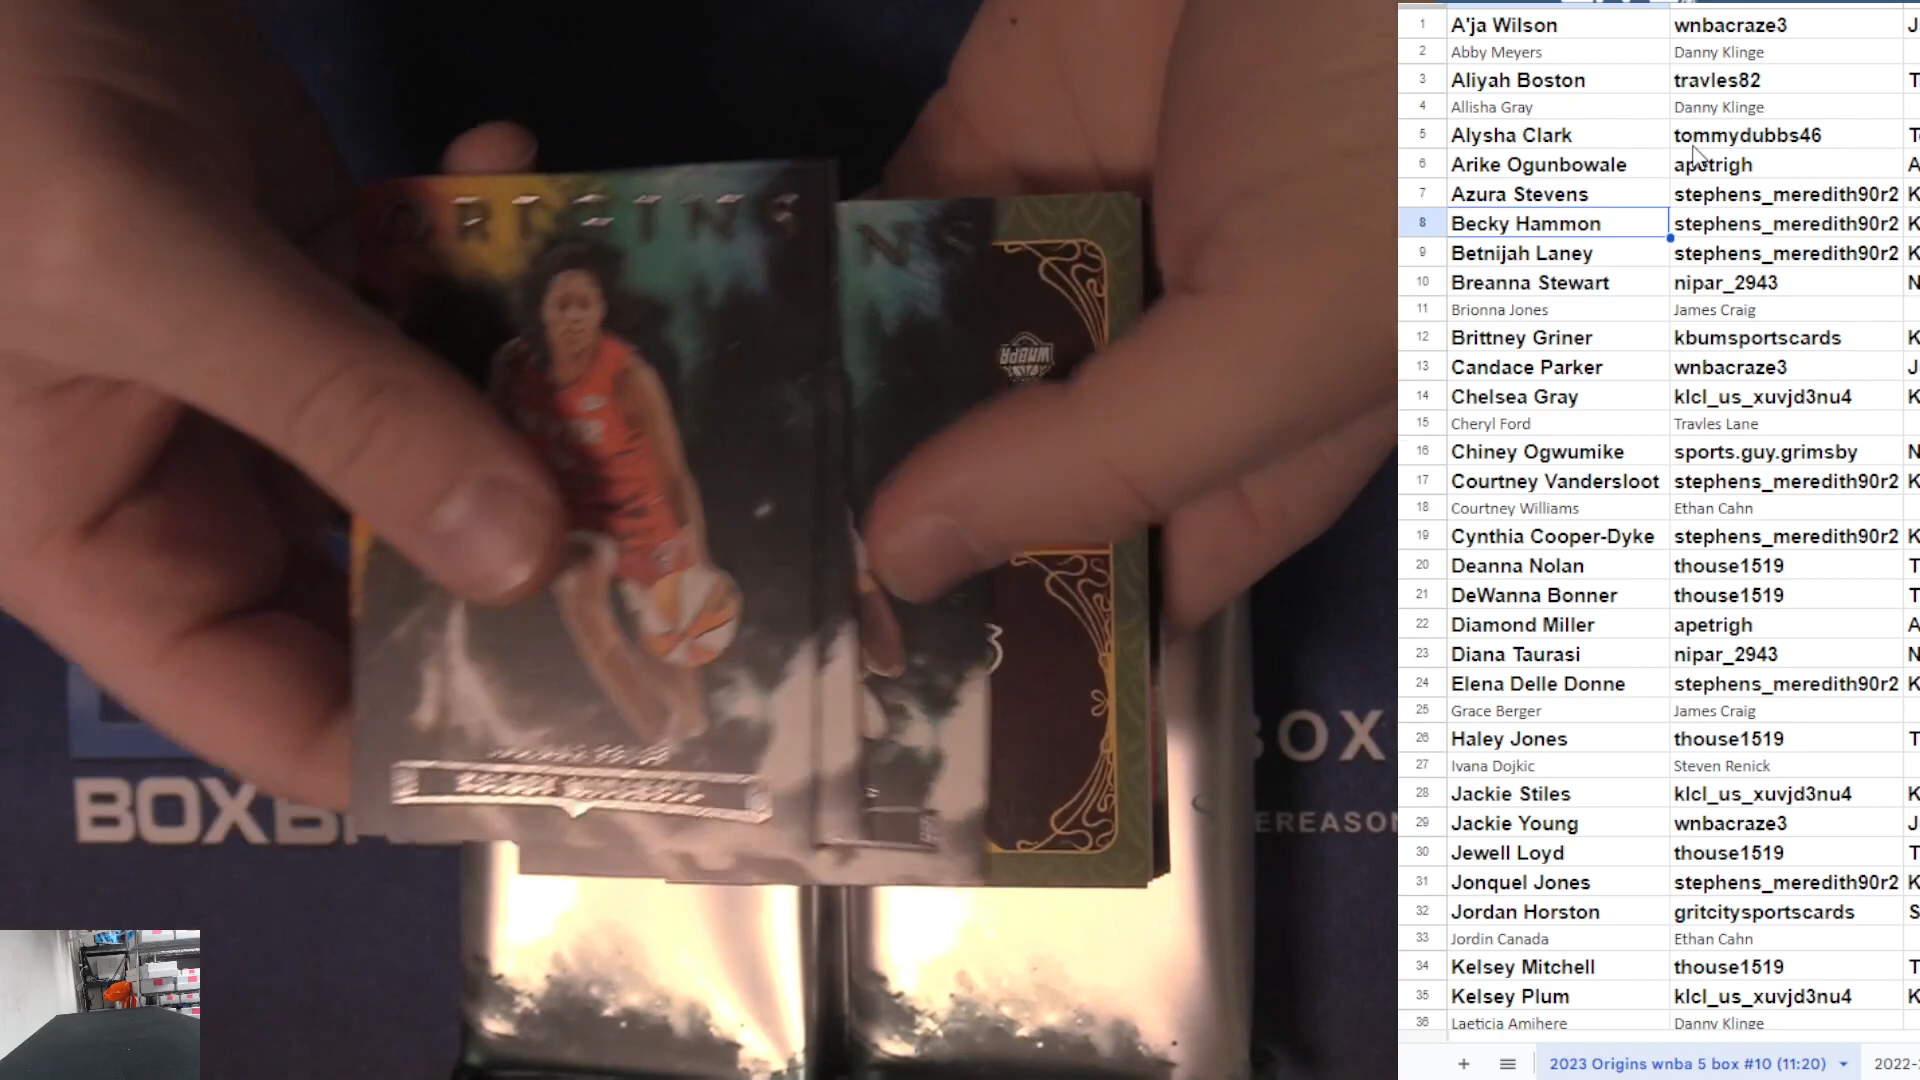 ORIGINS
N S
WNBPA
3
BOXB
BOX
EREASON
1 A'ja Wilson wnbacraze3 J
2 Abby Meyers Danny Klinge
3 Aliyah Boston travles82 T
4 Allisha Gray Danny Klinge
5 Alysha Clark tommydubbs46 T
6 Arike Ogunbowale apetrigh A
7 Azura Stevens stephens_meredith90r2 K
8 Becky Hammon stephens_meredith90r2 K
9 Betnijah Laney stephens_meredith90r2 K
10 Breanna Stewart nipar_2943 N
11 Brionna Jones James Craig
12 Brittney Griner kbumsportscards K
13 Candace Parker wnbacraze3 J
14 Chelsea Gray klcl_us_xuvjd3nu4 K
15 Cheryl Ford Travles Lane
16 Chiney Ogwumike sports.guy.grimsby N
17 Courtney Vandersloot stephens_meredith90r2 K
18 Courtney Williams Ethan Cahn
19 Cynthia Cooper-Dyke stephens_meredith90r2 K
20 Deanna Nolan thouse1519 T
21 DeWanna Bonner thouse1519 T
22 Diamond Miller apetrigh A
23 Diana Taurasi nipar_2943 N
24 Elena Delle Donne stephens_meredith90r2 K
25 Grace Berger James Craig
26 Haley Jones thouse1519 T
27 Ivana Dojkic Steven Renick
28 Jackie Stiles klcl_us_xuvjd3nu4 K
29 Jackie Young wnbacraze3 J
30 Jewell Loyd thouse1519 T
31 Jonquel Jones stephens_meredith90r2 K
32 Jordan Horston gritcitysportscards S
33 Jordin Canada Ethan Cahn
34 Kelsey Mitchell thouse1519 T
35 Kelsey Plum klcl_us_xuvjd3nu4 K
36 Laeticia Amihere Danny Klinge
2023 Origins wnba 5 box #10 (11:20) 2022-